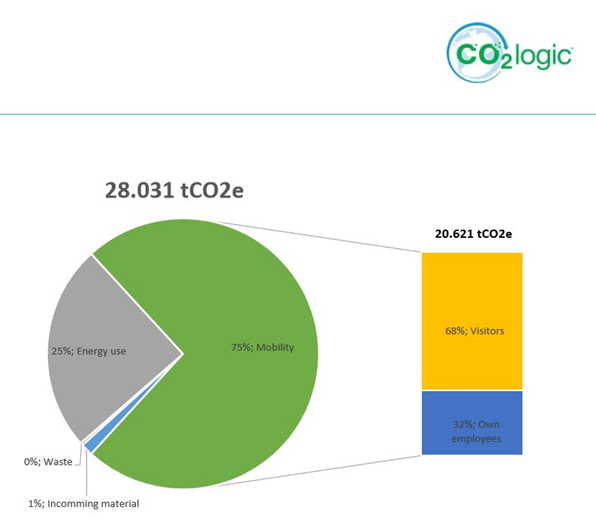 CO2logic
28.031 tCO2e
20.621 tCO2e
68%; Visitors
75%; Mobility
25%; Energy use
32%; Own
employees
0%; Waste
1%; Incomming material